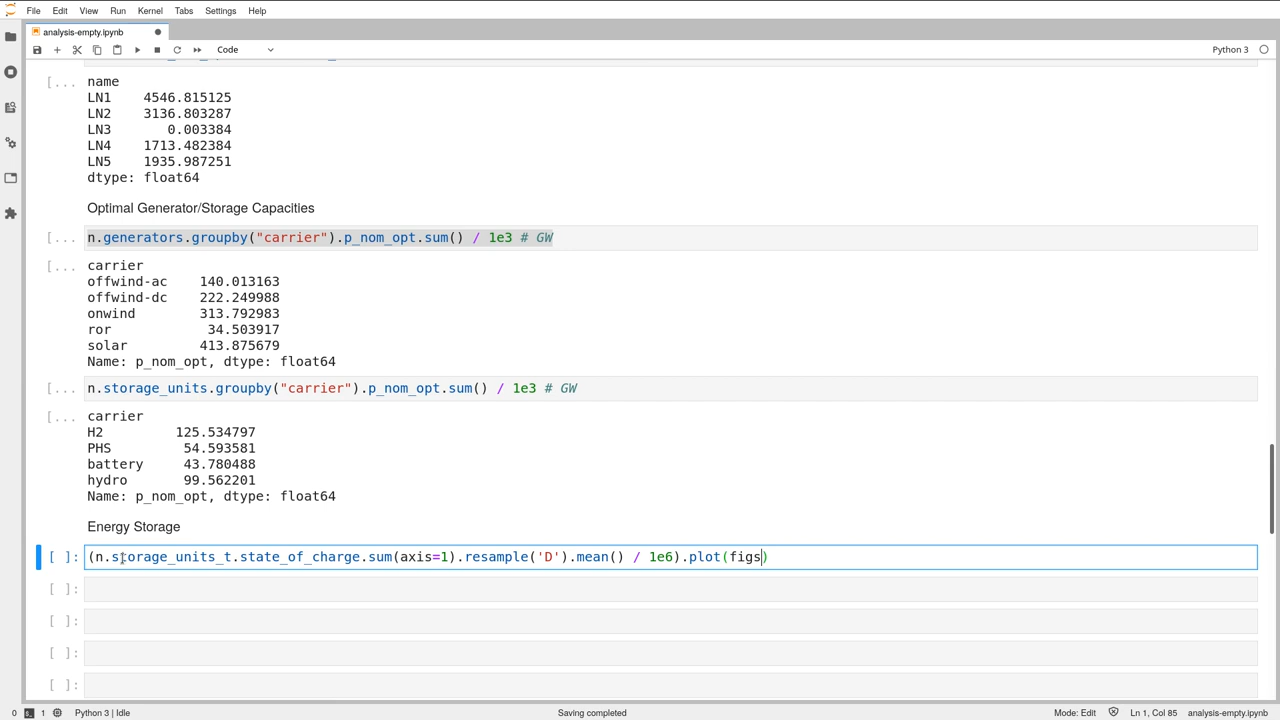 File Edit View Run Kernel Tabs Settings Help
analysis-empty.ipynb
Code
Python 3
[...
name
LN1 4546.815125
LN2 3136.803287
LN3 0.003384
LN4 1713.482384
LN5 1935.987251
dtype: float64
Optimal Generator/Storage Capacities
[... n.generators.groupby("carrier").p_nom_opt.sum() / 1e3 # GW
[... carrier
offwind-ac 140.013163
offwind-dc 222.249988
onwind 313.792983
ror 34.503917
solar 413.875679
Name: p_nom_opt, dtype: float64
[... n.storage_units.groupby("carrier").p_nom_opt.sum() / 1e3 # GW
[... carrier
H2 125.534797
PHS 54.593581
battery 43.780488
hydro 99.562201
Name: p_nom_opt, dtype: float64
Energy Storage
[ ]: (n.storage_units_t.state_of_charge.sum(axis=1).resample('D').mean() / 1e6).plot(figs)
[ ]:
[ ]:
[ ]:
[ ]:
0 1 Python 3 | Idle Saving completed Mode: Edit Ln 1, Col 85 analysis-empty.ipynb